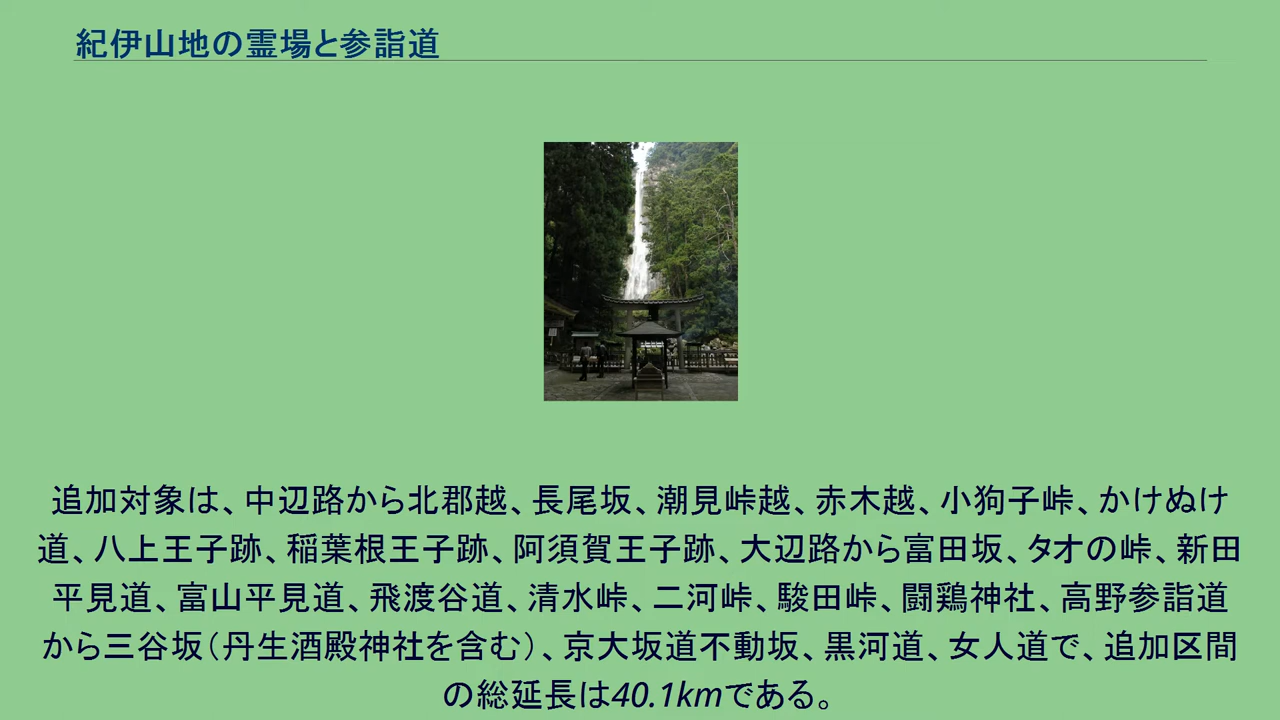 紀伊山地の霊場と参詣道
追加対象は、中辺路から北郡越、長尾坂、潮見峠越、赤木越、小狗子峠、かけぬけ
道、八上王子跡、稲葉根王子跡、阿須賀王子跡、大辺路から富田坂、タオの峠、新田
平見道、富山平見道、飛渡谷道、清水峠、二河峠、駿田峠、闘鶏神社、高野参詣道
から三谷坂（丹生酒殿神社を含む）、京大坂道不動坂、黒河道、女人道で、追加区間
の総延長は40.1kmである。